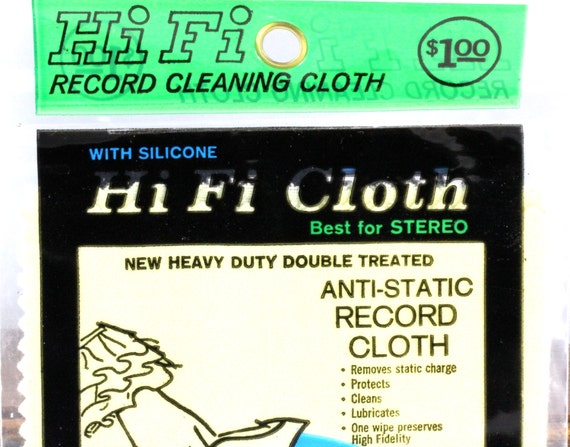 Hi Fi
$1.00
RECORD CLEANING CLOTH
WITH SILICONE
Hi Fi Cloth
Best for STEREO
NEW HEAVY DUTY DOUBLE TREATED
ANTI-STATIC
RECORD
CLOTH
• Removes static charge
• Protects
• Cleans
• Lubricates
• One wipe preserves
High Fidelity